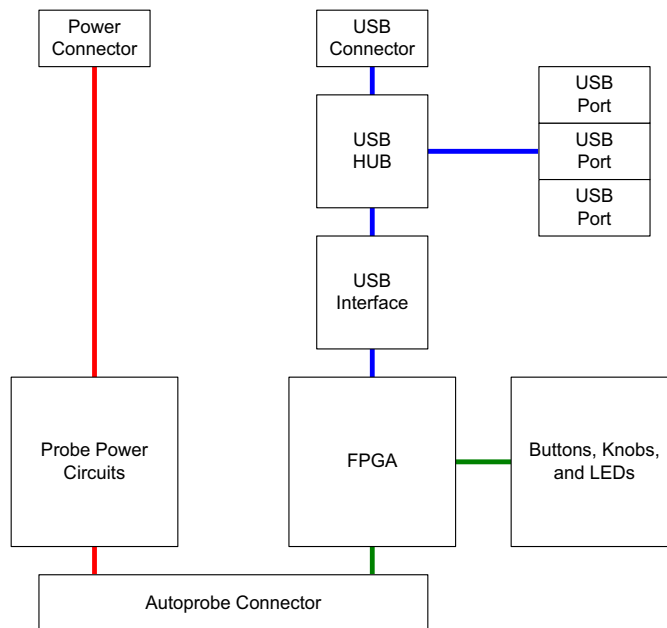 Power
Connector
USB
Connector
USB
HUB
USB
Port
USB
Port
USB
Port
USB
Interface
Probe Power
Circuits
FPGA
Buttons, Knobs,
and LEDs
Autoprobe Connector